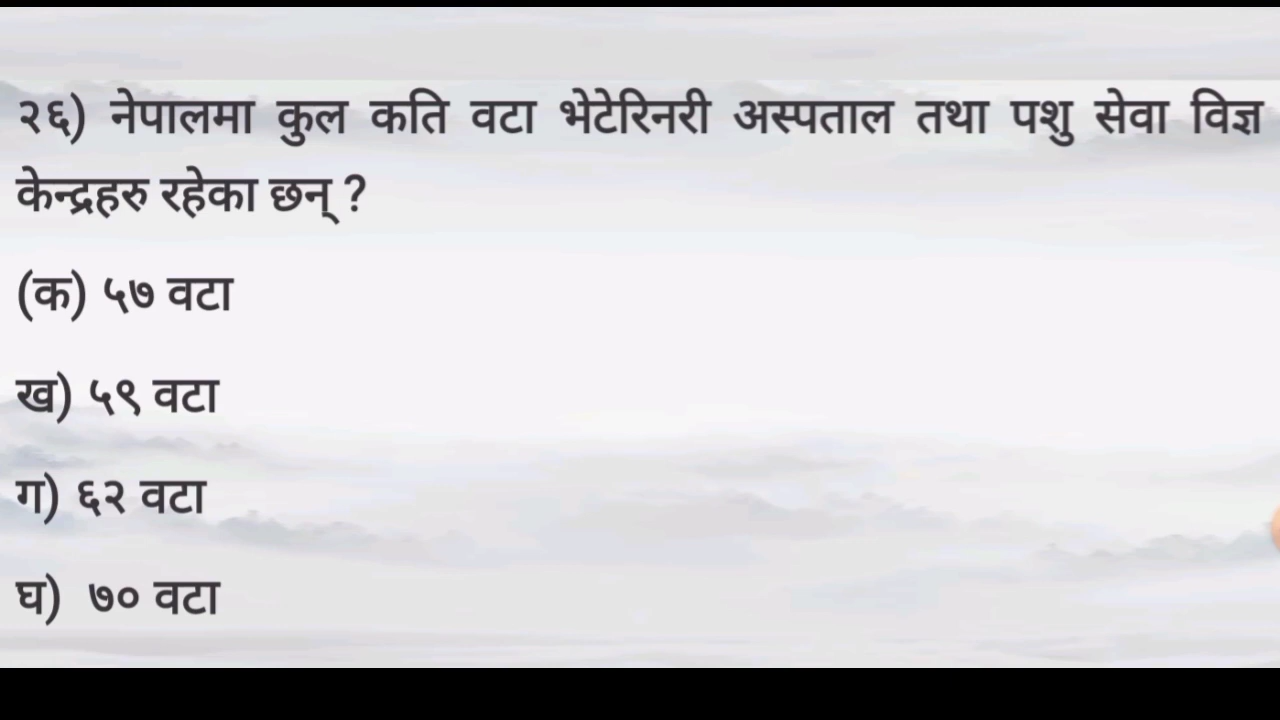 २६) नेपालमा कुल कति वटा भेटेरिनरी अस्पताल तथा पशु सेवा विज्ञ
केन्द्रहरु रहेका छन् ?
(क) ५७ वटा
ख) ५९ वटा
ग) ६२ वटा
घ) ७० वटा